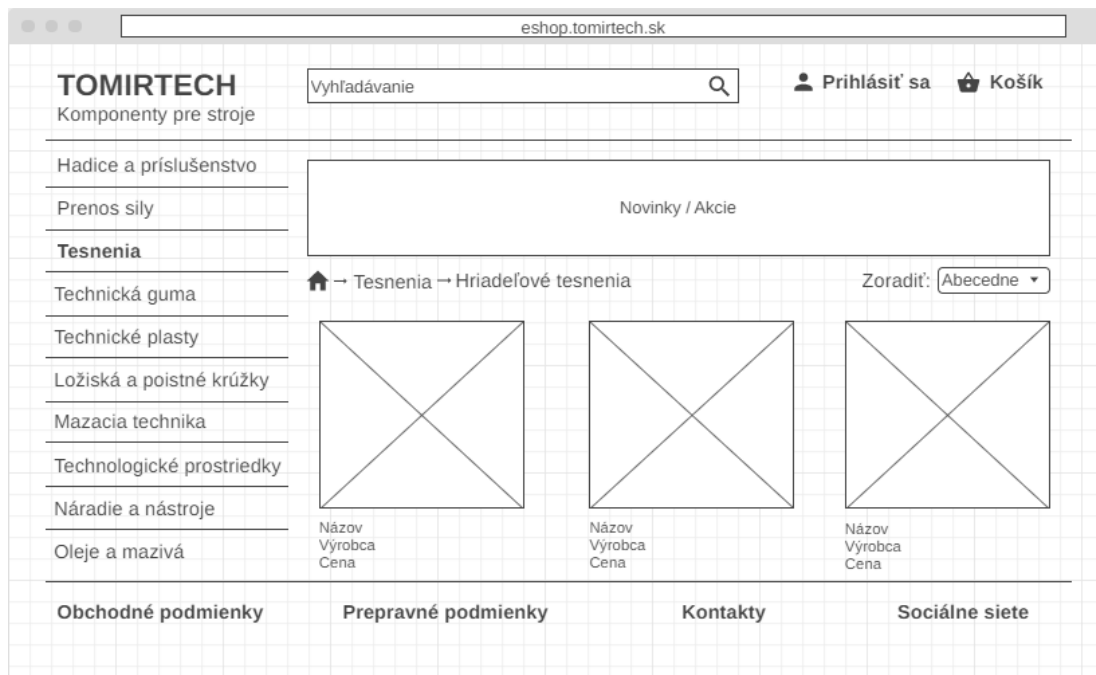 eshop.tomirtech.sk
TOMIRTECH
Komponenty pre stroje
Vyhľadávanie
Prihlásiť sa
Košík
Hadice a príslušenstvo
Prenos sily
Tesnenia
Technická guma
Technické plasty
Ložiská a poistné krúžky
Mazacia technika
Technologické prostriedky
Náradie a nástroje
Oleje a mazivá
Novinky / Akcie
→ Tesnenia → Hriadeľové tesnenia
Zoradiť: Abecedne
Názov
Výrobca
Cena
Názov
Výrobca
Cena
Názov
Výrobca
Cena
Obchodné podmienky
Prepravné podmienky
Kontakty
Sociálne siete